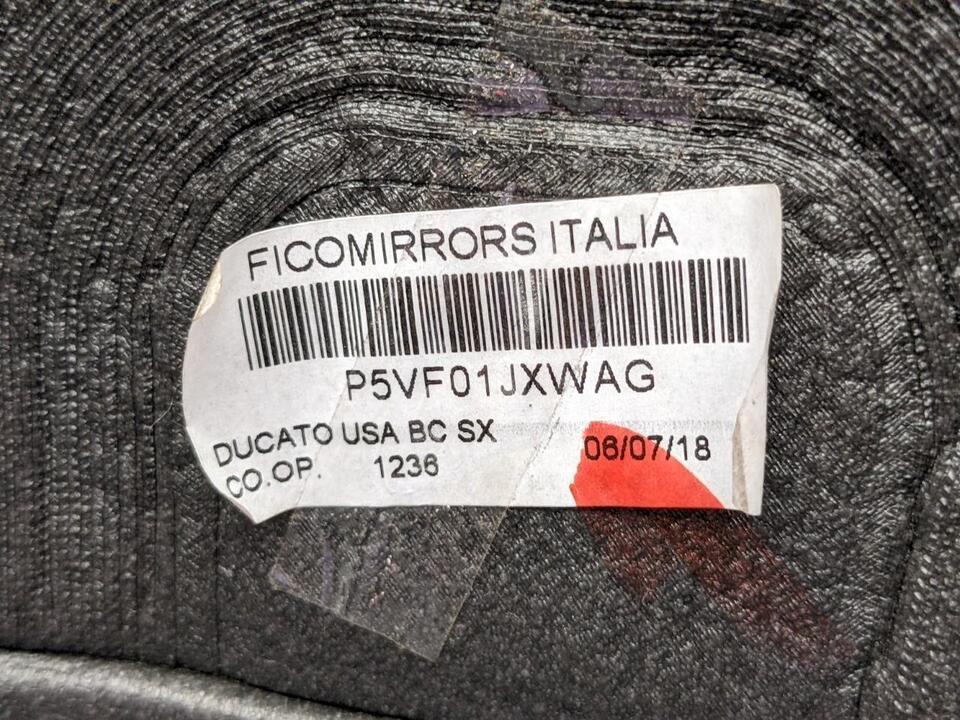 FICOMIRRORS ITALIA
P5VF01JXWAG
DUCATO USA BC SX 06/07/18
CO.OP. 1236